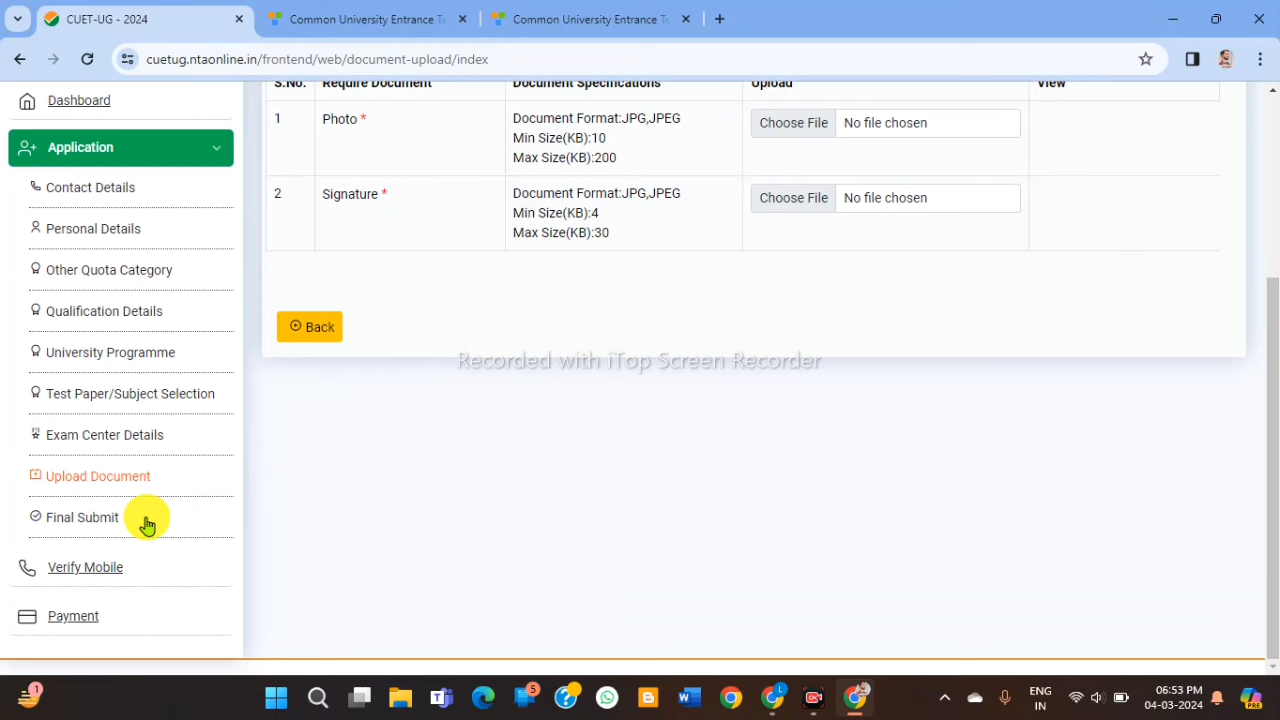 CUET-UG - 2024
Common University Entrance Te
Common University Entrance Te
cuetug.ntaonline.in/frontend/web/document-upload/index
S.No. Require Document Document Specifications Upload View
Dashboard
Application
Contact Details
Personal Details
Other Quota Category
Qualification Details
University Programme
Test Paper/Subject Selection
Exam Center Details
Upload Document
Final Submit
Verify Mobile
Payment
1 Photo * Document Format:JPG,JPEG Choose File No file chosen
Min Size(KB):10
Max Size(KB):200
2 Signature * Document Format:JPG,JPEG Choose File No file chosen
Min Size(KB):4
Max Size(KB):30
Back
Recorded with iTop Screen Recorder
1
5
L
ENG
IN
06:53 PM
04-03-2024
PRE